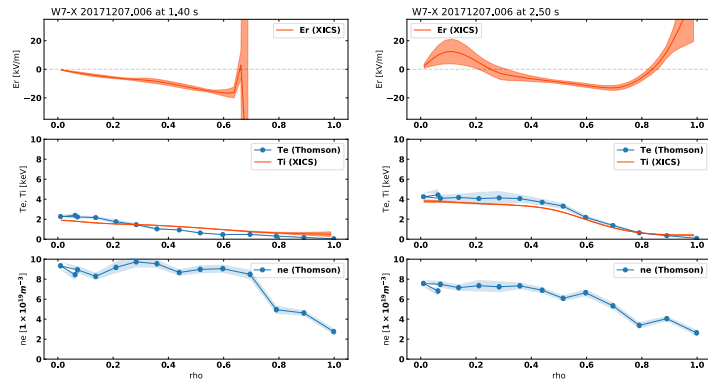 W7-X 20171207.006 at 1.40 s
Er [kV/m]
20
0
−20
Er (XICS)
0.0 0.2 0.4 0.6 0.8 1.0
Te, Ti [keV]
10
8
6
4
2
0
Te (Thomson)
Ti (XICS)
0.0 0.2 0.4 0.6 0.8 1.0
ne [1 × 10^19 m^−3]
10
8
6
4
2
0
ne (Thomson)
0.0 0.2 0.4 0.6 0.8 1.0
rho
W7-X 20171207.006 at 2.50 s
Er [kV/m]
20
0
−20
Er (XICS)
0.0 0.2 0.4 0.6 0.8 1.0
Te, Ti [keV]
10
8
6
4
2
0
Te (Thomson)
Ti (XICS)
0.0 0.2 0.4 0.6 0.8 1.0
ne [1 × 10^19 m^−3]
10
8
6
4
2
0
ne (Thomson)
0.0 0.2 0.4 0.6 0.8 1.0
rho